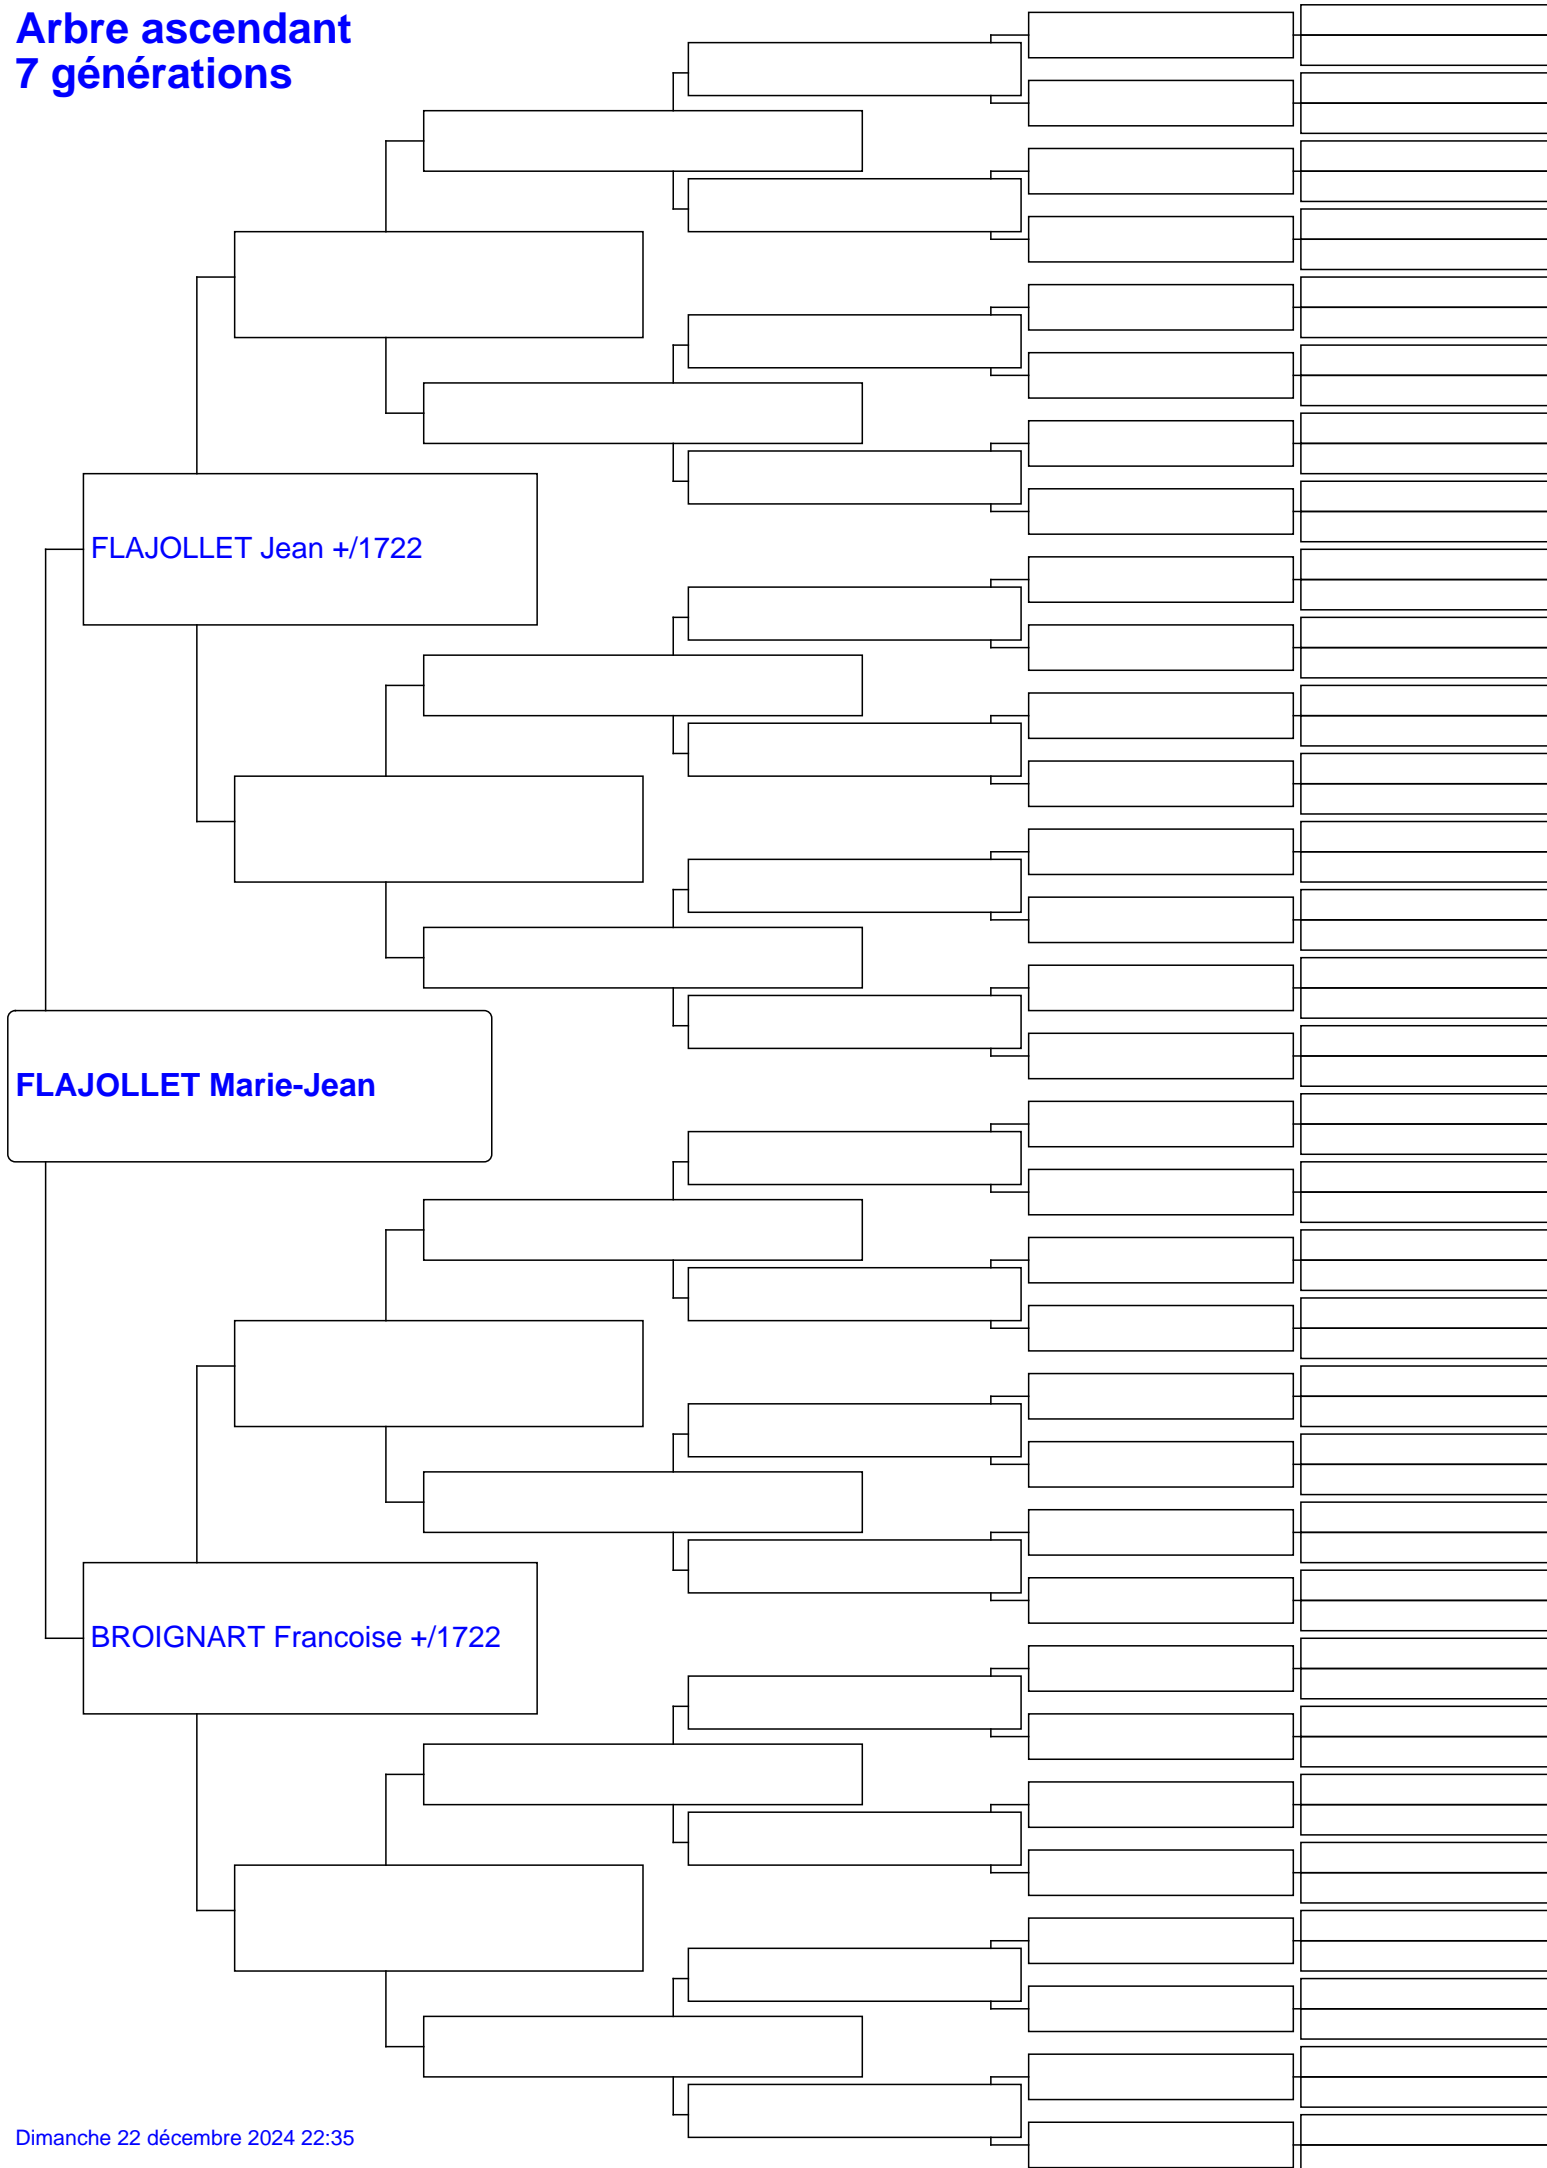 Arbre ascendant
7 générations
FLAJOLLET Jean +/1722
FLAJOLLET Marie-Jean
BROIGNART Francoise +/1722
Dimanche 22 décembre 2024 22:35